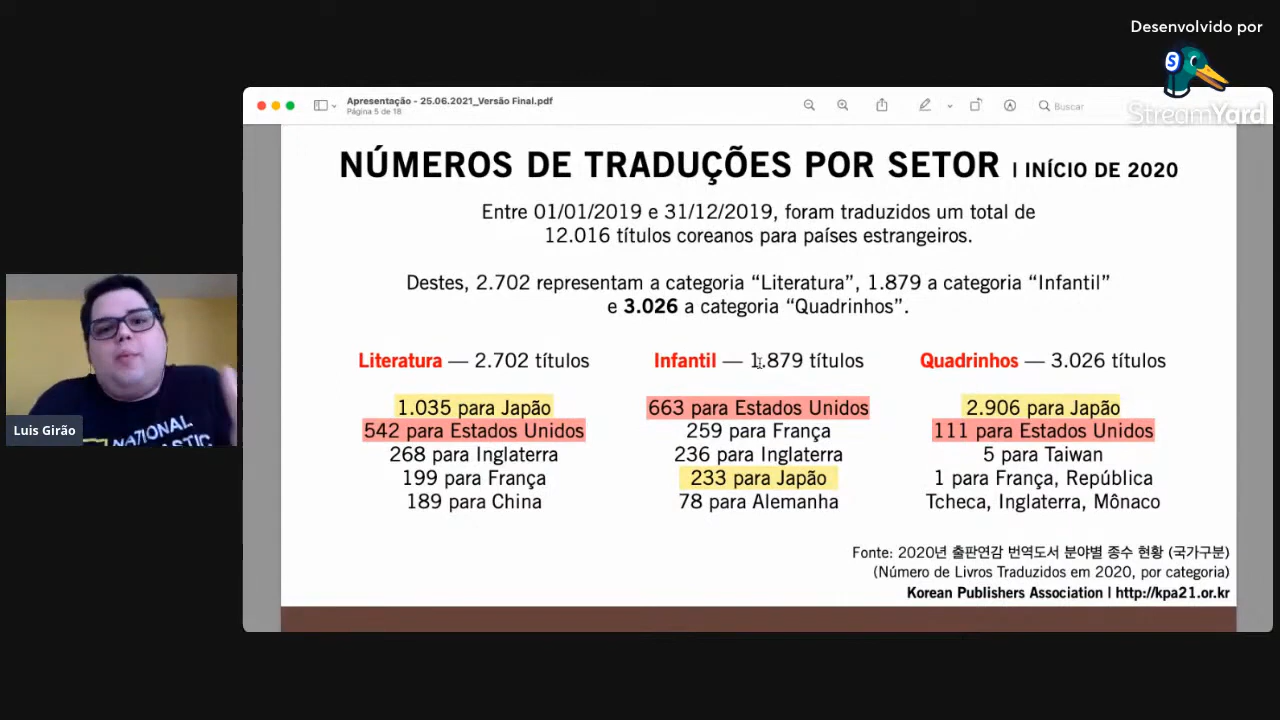 Desenvolvido por
S
StreamYard
Apresentação - 25.06.2021_Versão Final.pdf
Página 5 de 18
Buscar
NÚMEROS DE TRADUÇÕES POR SETOR | INÍCIO DE 2020
Entre 01/01/2019 e 31/12/2019, foram traduzidos um total de
12.016 títulos coreanos para países estrangeiros.
Destes, 2.702 representam a categoria “Literatura”, 1.879 a categoria “Infantil”
e 3.026 a categoria “Quadrinhos”.
Literatura — 2.702 títulos
1.035 para Japão
542 para Estados Unidos
268 para Inglaterra
199 para França
189 para China
Infantil — 1.879 títulos
663 para Estados Unidos
259 para França
236 para Inglaterra
233 para Japão
78 para Alemanha
Quadrinhos — 3.026 títulos
2.906 para Japão
111 para Estados Unidos
5 para Taiwan
1 para França, República
Tcheca, Inglaterra, Mônaco
Fonte: 2020년 출판연감 번역도서 분야별 종수 현황 (국가구분)
(Número de Livros Traduzidos em 2020, por categoria)
Korean Publishers Association | http://kpa21.or.kr
NATIONAL
Luis Girão